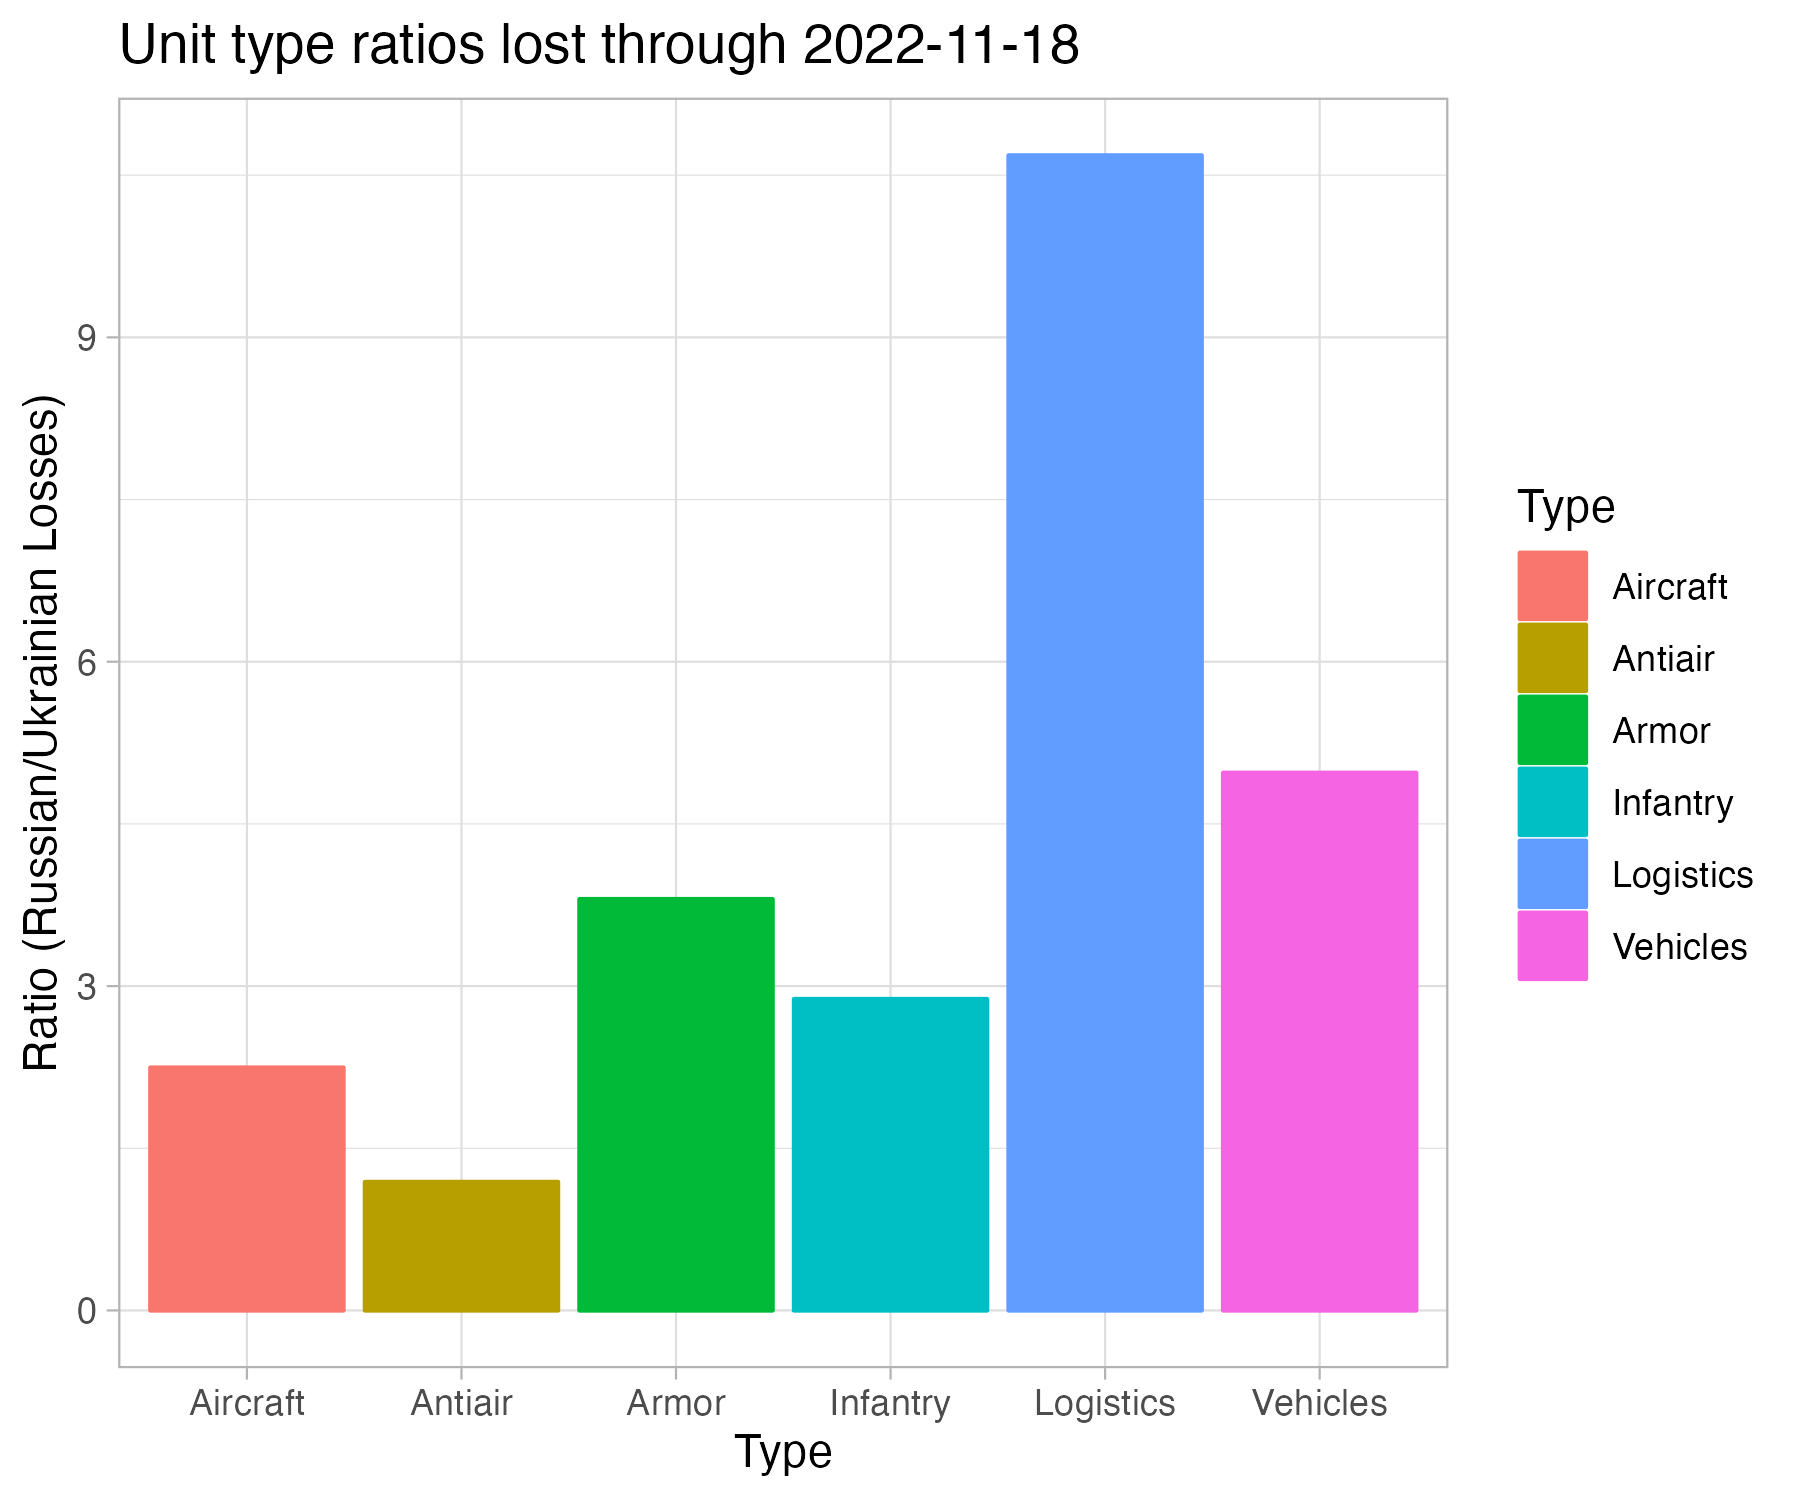 Unit type ratios lost through 2022-11-18
Ratio (Russian/Ukrainian Losses)
9
6
3
0
Aircraft
Antiair
Armor
Infantry
Logistics
Vehicles
Type
Type
Aircraft
Antiair
Armor
Infantry
Logistics
Vehicles